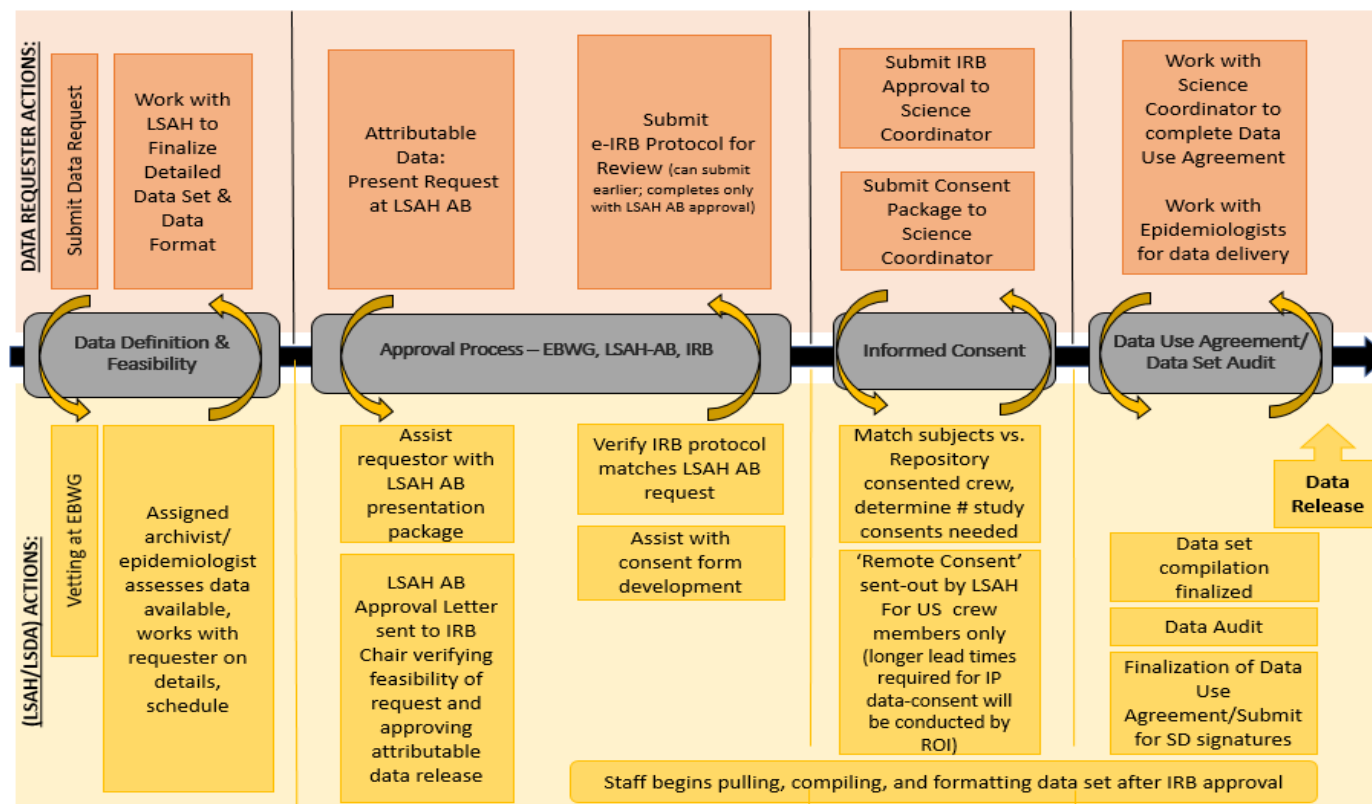 DATA REQUESTER ACTIONS:
Submit Data Request
Work with
LSAH to
Finalize
Detailed
Data Set &
Data
Format
Attributable
Data:
Present Request
at LSAH AB
Submit
e-IRB Protocol for
Review (can submit
earlier; completes only
with LSAH AB approval)
Submit IRB
Approval to
Science
Coordinator
Submit Consent
Package to
Science
Coordinator
Work with
Science
Coordinator to
complete Data
Use Agreement
Work with
Epidemiologists
for data delivery
Data Definition &
Feasibility
Approval Process – EBWG, LSAH-AB, IRB
Informed Consent
Data Use Agreement/
Data Set Audit
(LSAH/LSDA) ACTIONS:
Vetting at EBWG
Assigned
archivist/
epidemiologist
assesses data
available,
works with
requester on
details,
schedule
Assist
requestor with
LSAH AB
presentation
package
LSAH AB
Approval Letter
sent to IRB
Chair verifying
feasibility of
request and
approving
attributable
data release
Verify IRB protocol
matches LSAH AB
request
Assist with
consent form
development
Match subjects vs.
Repository
consented crew,
determine # study
consents needed
‘Remote Consent’
sent-out by LSAH
For US crew
members only
(longer lead times
required for IP
data-consent will
be conducted by
ROI)
Data
Release
Data set
compilation
finalized
Data Audit
Finalization of Data
Use
Agreement/Submit
for SD signatures
Staff begins pulling, compiling, and formatting data set after IRB approval